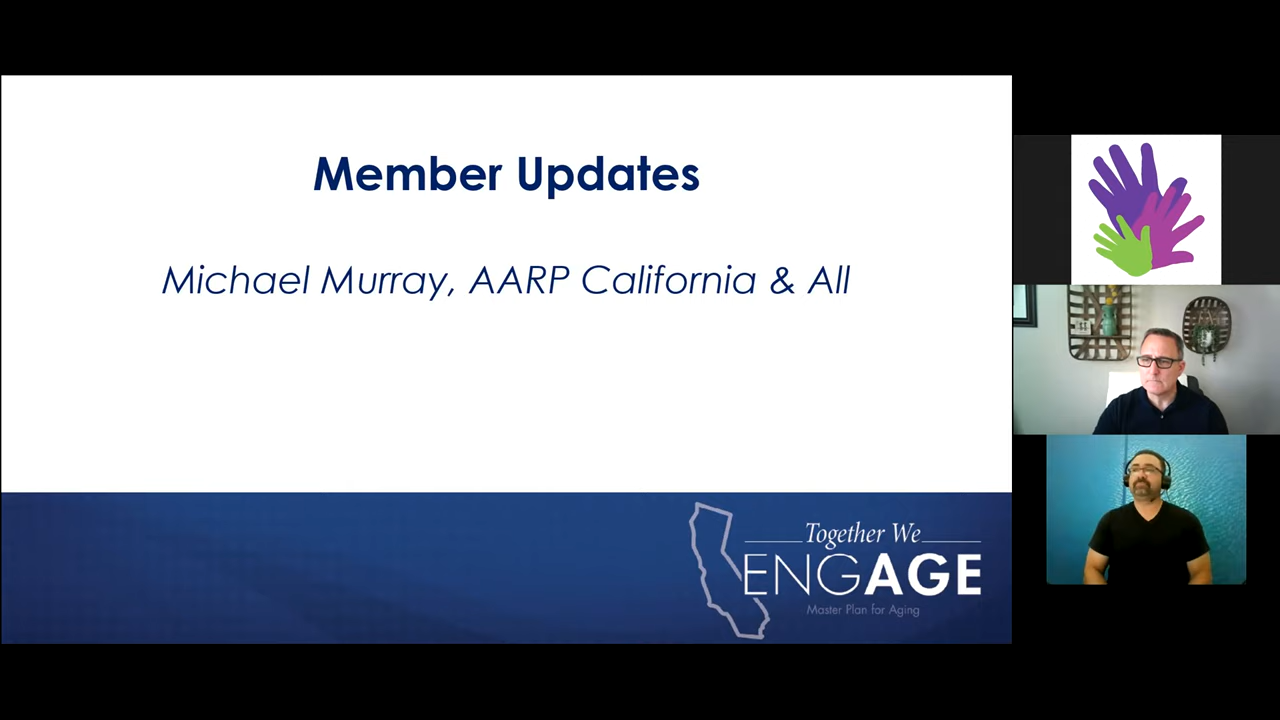 Member Updates
Michael Murray, AARP California & All
Together We
ENGAGE
Master Plan for Aging